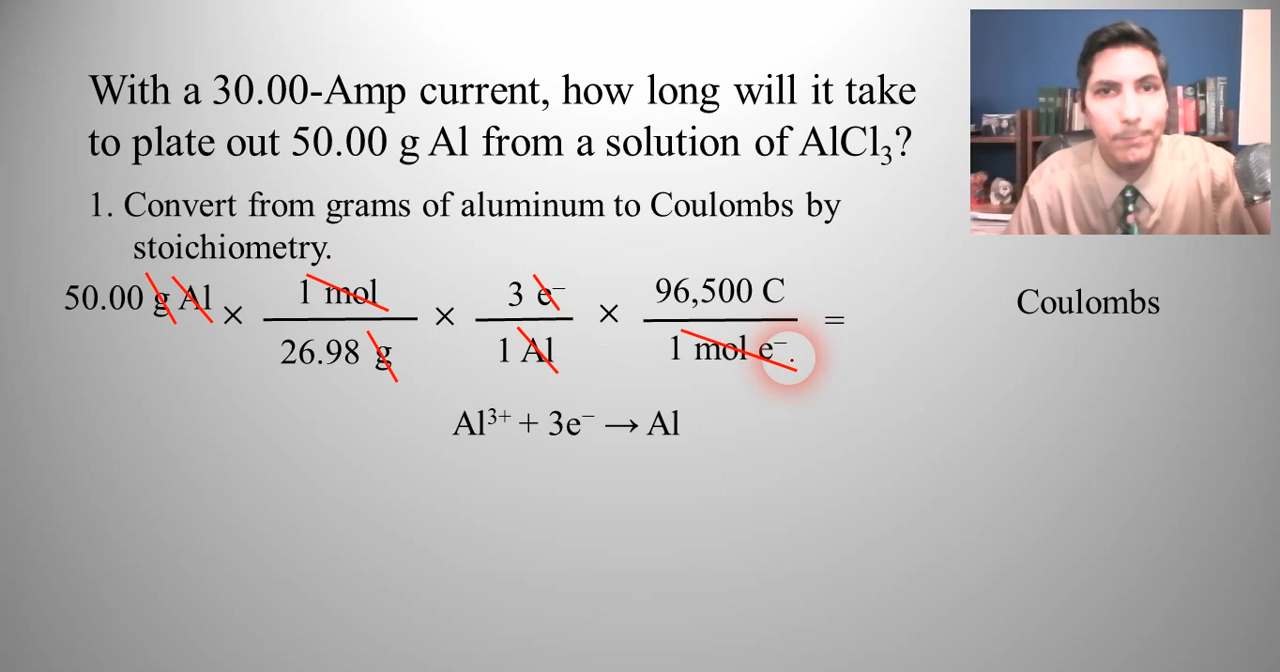 With a 30.00-Amp current, how long will it take
to plate out 50.00 g Al from a solution of AlCl₃?
1. Convert from grams of aluminum to Coulombs by
stoichiometry.
50.00 g Al × 1 mol / 26.98 g × 3 e⁻ / 1 Al × 96,500 C / 1 mol e⁻ = Coulombs
Al³⁺ + 3e⁻ → Al